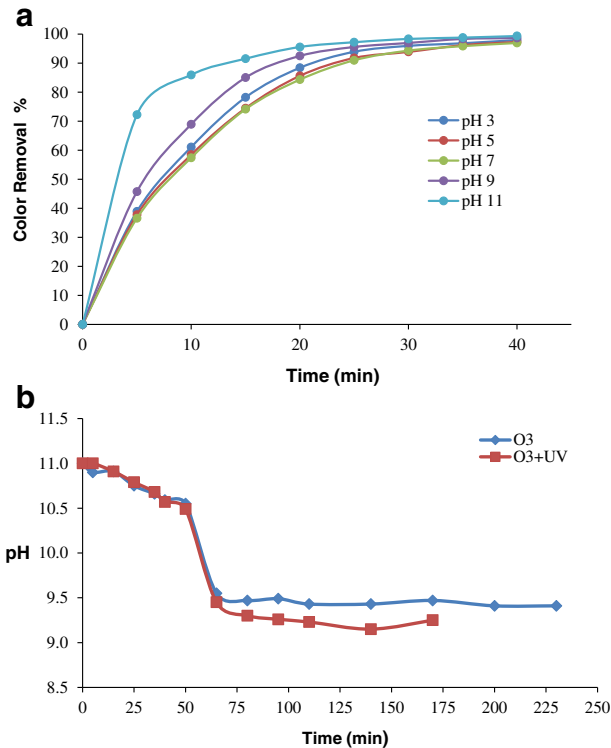 a
100
90
80
70
60
50
40
30
20
10
0
Color Removal %
pH 3
pH 5
pH 7
pH 9
pH 11
0 10 20 30 40
Time (min)
b
11.5
11.0
10.5
10.0
9.5
9.0
8.5
pH
O3
O3+UV
0 25 50 75 100 125 150 175 200 225 250
Time (min)